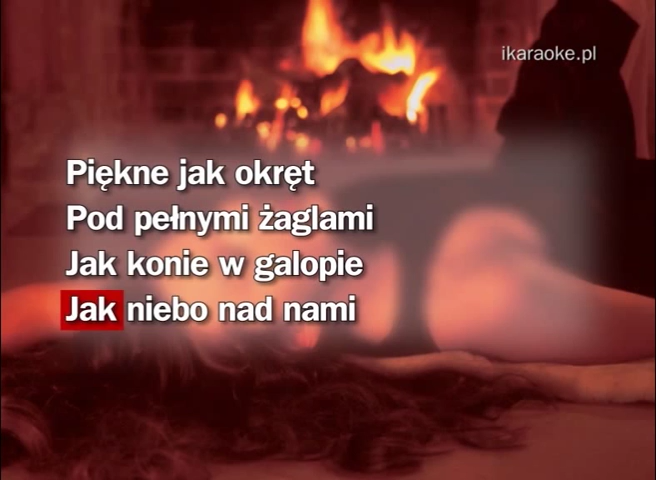 ikaraoke.pl
Piękne jak okręt
Pod pełnymi żaglami
Jak konie w galopie
Jak niebo nad nami